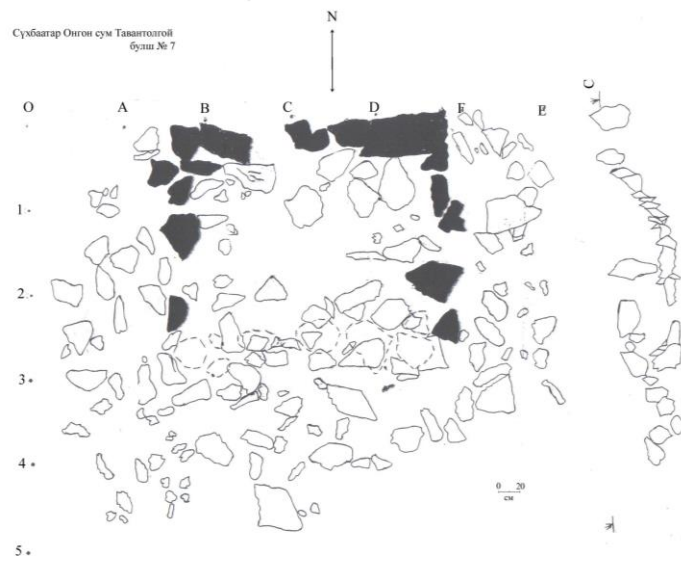 Сүхбаатар Онгон сум Тавантолгой
булш № 7
N
O A B C D F E
C
1
2
3
4
5
0 20
см